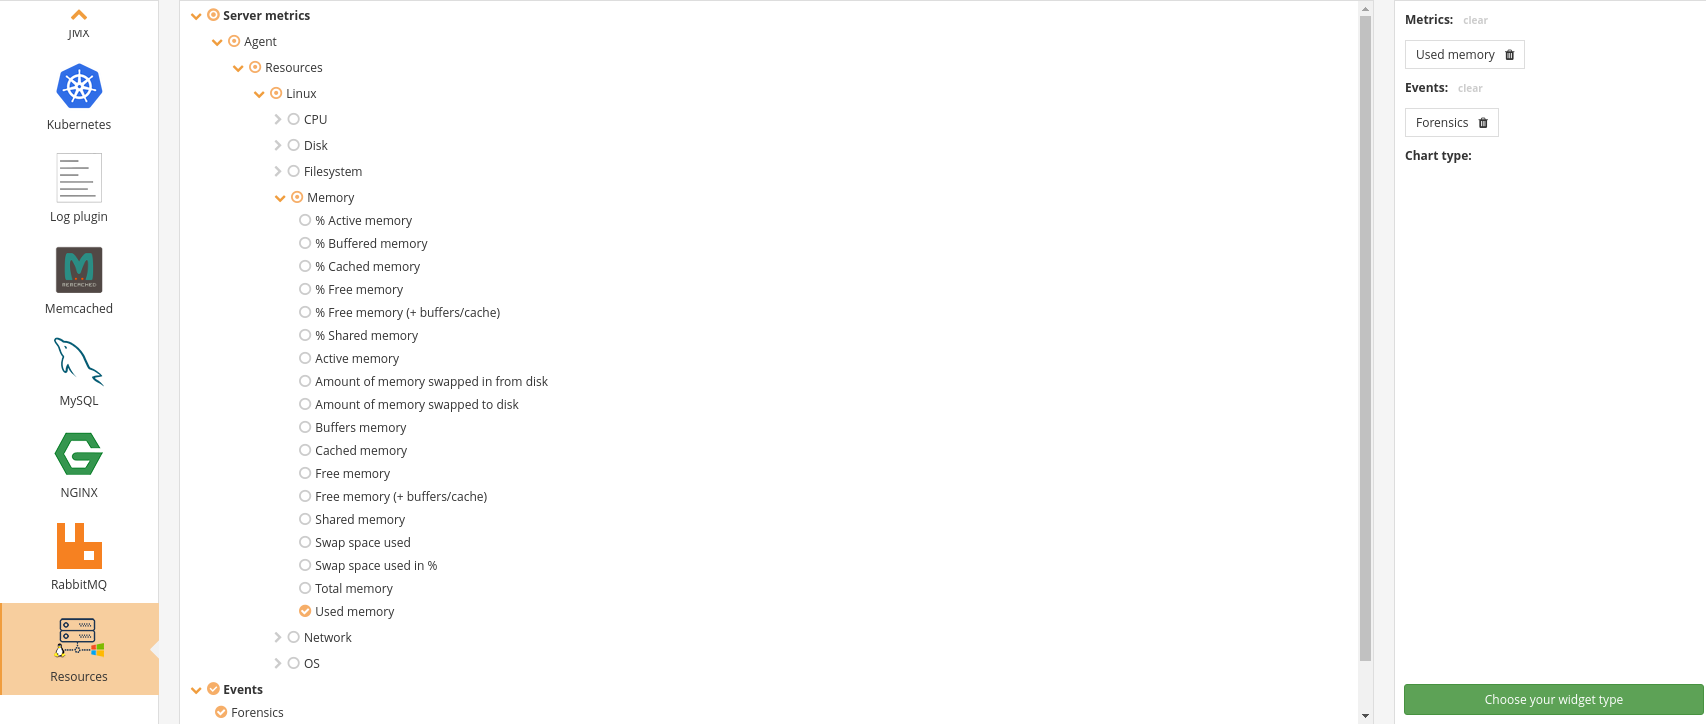 JMX
Kubernetes
Log plugin
MEMCACHED
Memcached
MySQL
NGINX
RabbitMQ
Resources
Server metrics
Agent
Resources
Linux
CPU
Disk
Filesystem
Memory
% Active memory
% Buffered memory
% Cached memory
% Free memory
% Free memory (+ buffers/cache)
% Shared memory
Active memory
Amount of memory swapped in from disk
Amount of memory swapped to disk
Buffers memory
Cached memory
Free memory
Free memory (+ buffers/cache)
Shared memory
Swap space used
Swap space used in %
Total memory
Used memory
Network
OS
Events
Forensics
Metrics: clear
Used memory
Events: clear
Forensics
Chart type:
Choose your widget type